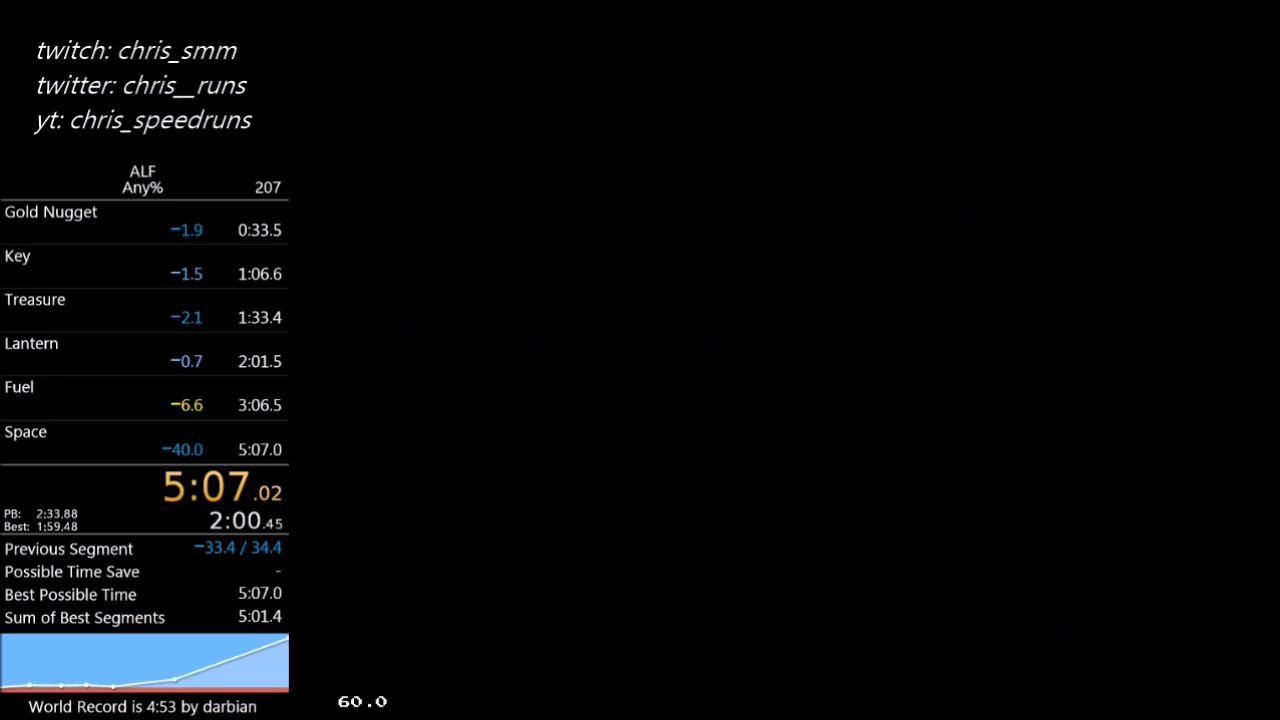 twitch: chris_smm
twitter: chris__runs
yt: chris_speedruns
ALF
Any% 207
Gold Nugget
−1.9 0:33.5
Key
−1.5 1:06.6
Treasure
−2.1 1:33.4
Lantern
−0.7 2:01.5
Fuel
−6.6 3:06.5
Space
−40.0 5:07.0
5:07.02
PB: 2:33.88
Best: 1:59.48
2:00.45
Previous Segment −33.4 / 34.4
Possible Time Save -
Best Possible Time 5:07.0
Sum of Best Segments 5:01.4
World Record is 4:53 by darbian
60.0